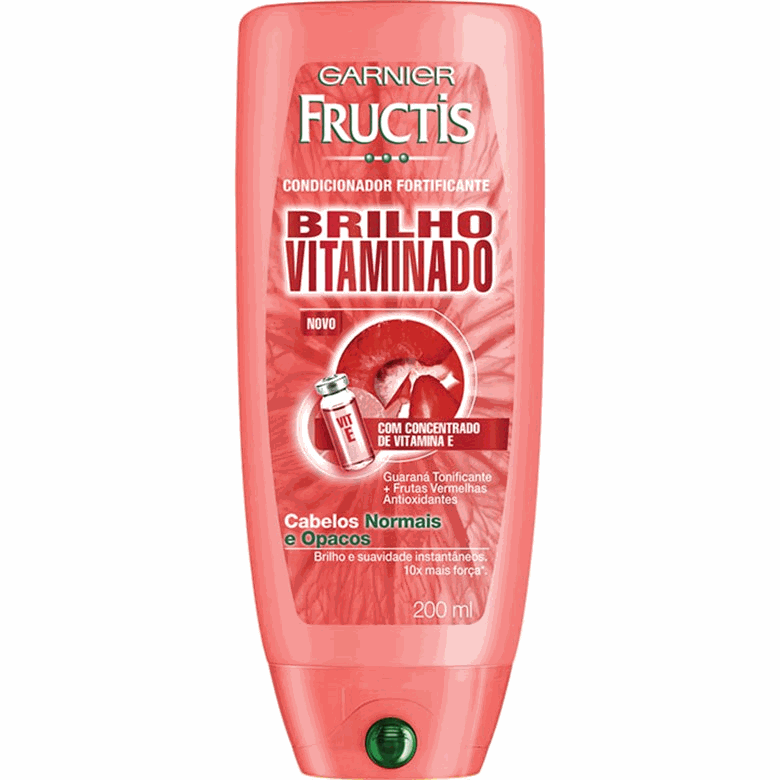 GARNIER
FRUCTIS
CONDICIONADOR FORTIFICANTE
BRILHO
VITAMINADO
NOVO
VIT
E
COM CONCENTRADO
DE VITAMINA E
Guaraná Tonificante
+ Frutas Vermelhas
Antioxidantes
Cabelos Normais
e Opacos
Brilho e suavidade instantâneos.
10x mais força*.
200 ml